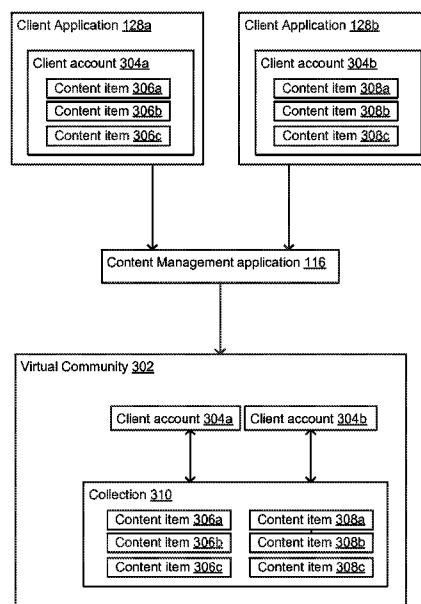 Client Application 128a
Client account 304a
Content item 306a
Content item 306b
Content item 306c
Client Application 128b
Client account 304b
Content item 308a
Content item 308b
Content item 308c
Content Management application 116
Virtual Community 302
Client account 304a
Client account 304b
Collection 310
Content item 306a
Content item 308a
Content item 306b
Content item 308b
Content item 306c
Content item 308c